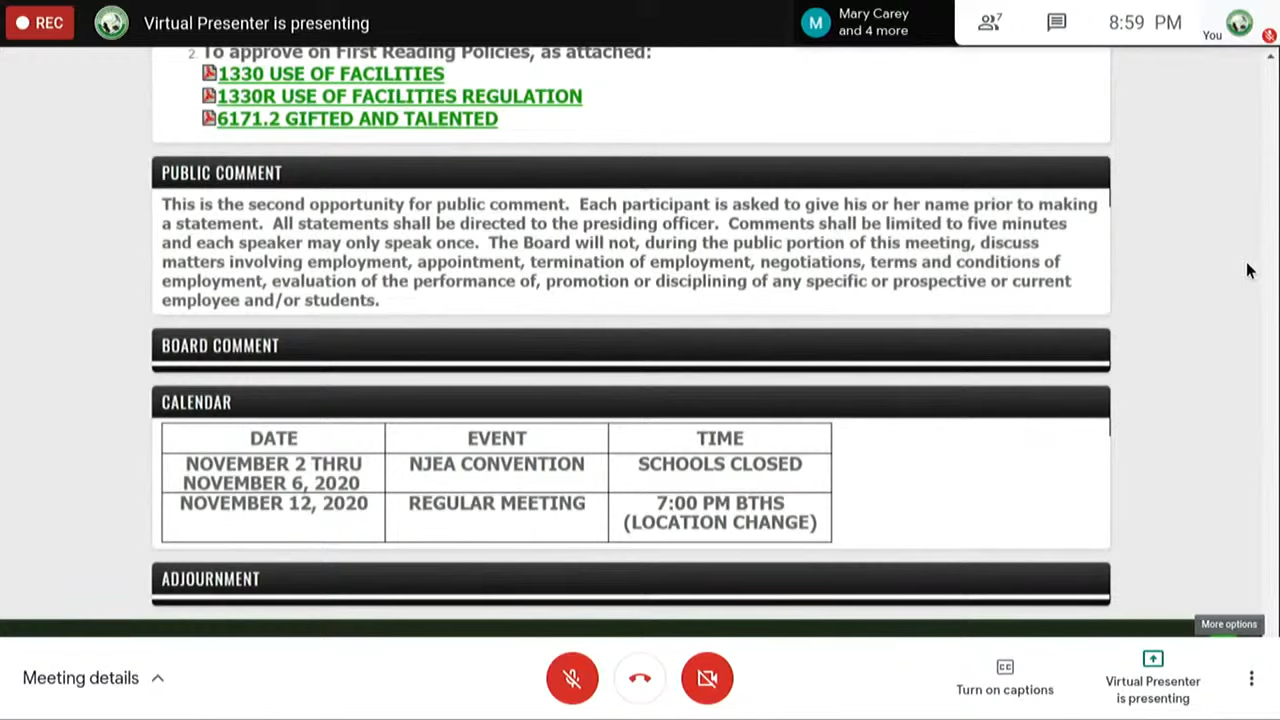 REC
Virtual Presenter is presenting
M
Mary Carey
and 4 more
7
8:59 PM
You
2. To approve on First Reading Policies, as attached:
1330 USE OF FACILITIES
1330R USE OF FACILITIES REGULATION
6171.2 GIFTED AND TALENTED
PUBLIC COMMENT
This is the second opportunity for public comment.  Each participant is asked to give his or her name prior to making
a statement.  All statements shall be directed to the presiding officer.  Comments shall be limited to five minutes
and each speaker may only speak once.  The Board will not, during the public portion of this meeting, discuss
matters involving employment, appointment, termination of employment, negotiations, terms and conditions of
employment, evaluation of the performance of, promotion or disciplining of any specific or prospective or current
employee and/or students.
BOARD COMMENT
CALENDAR
DATE EVENT TIME
NOVEMBER 2 THRU NJEA CONVENTION SCHOOLS CLOSED
NOVEMBER 6, 2020
NOVEMBER 12, 2020 REGULAR MEETING 7:00 PM BTHS
(LOCATION CHANGE)
ADJOURNMENT
More options
Meeting details
CC
Turn on captions
Virtual Presenter
is presenting